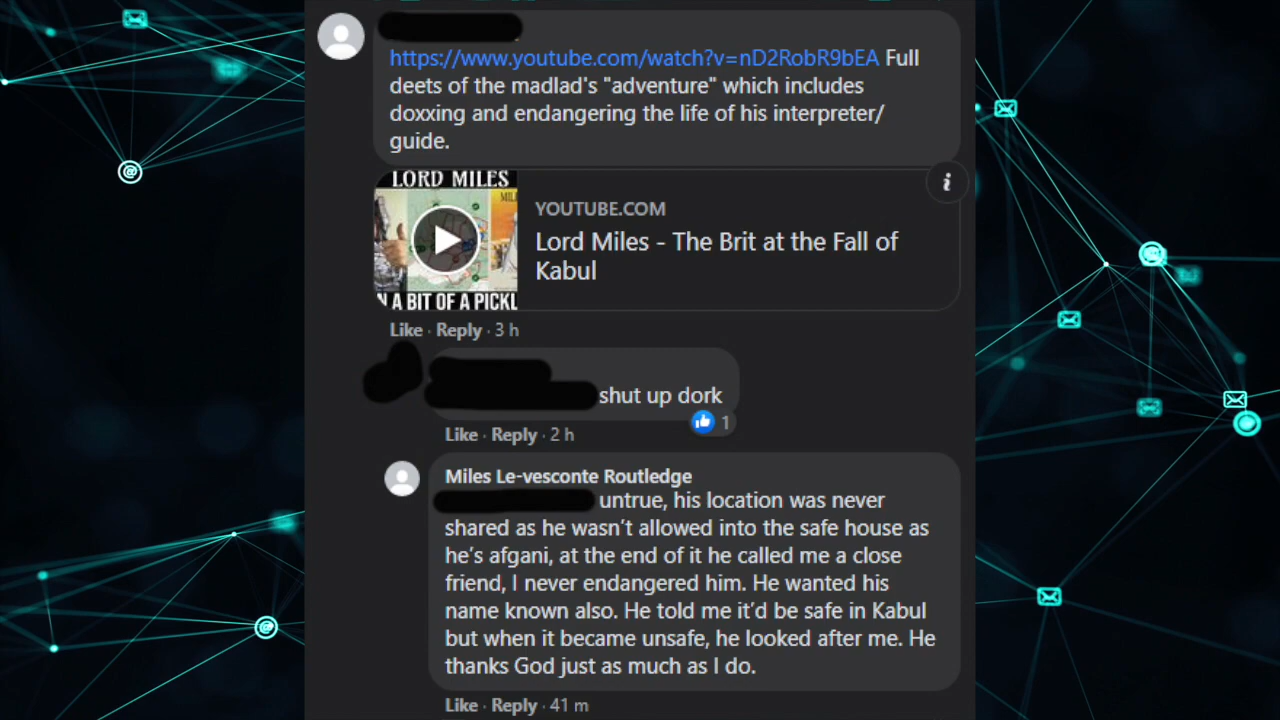 https://www.youtube.com/watch?v=nD2RobR9bEA Full
deets of the madlad's "adventure" which includes
doxxing and endangering the life of his interpreter/
guide.
LORD MILES
YOUTUBE.COM
Lord Miles - The Brit at the Fall of
Kabul
N A BIT OF A PICKL
Like · Reply · 3 h
shut up dork
1
Like · Reply · 2 h
Miles Le-vesconte Routledge
untrue, his location was never
shared as he wasn't allowed into the safe house as
he's afgani, at the end of it he called me a close
friend, I never endangered him. He wanted his
name known also. He told me it'd be safe in Kabul
but when it became unsafe, he looked after me. He
thanks God just as much as I do.
Like · Reply · 41 m